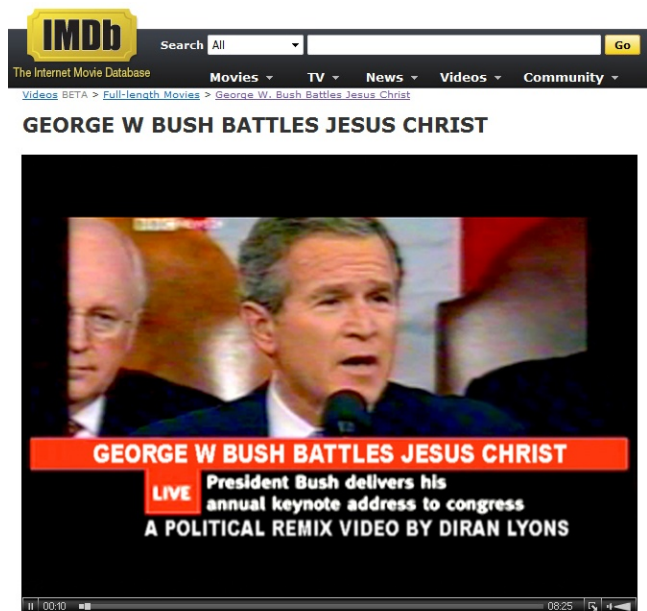 IMDb
The Internet Movie Database
Search All Go
Movies TV News Videos Community
Videos BETA > Full-length Movies > George W. Bush Battles Jesus Christ
GEORGE W BUSH BATTLES JESUS CHRIST
GEORGE W BUSH BATTLES JESUS CHRIST
LIVE
President Bush delivers his
annual keynote address to congress
A POLITICAL REMIX VIDEO BY DIRAN LYONS
00:10 08:25